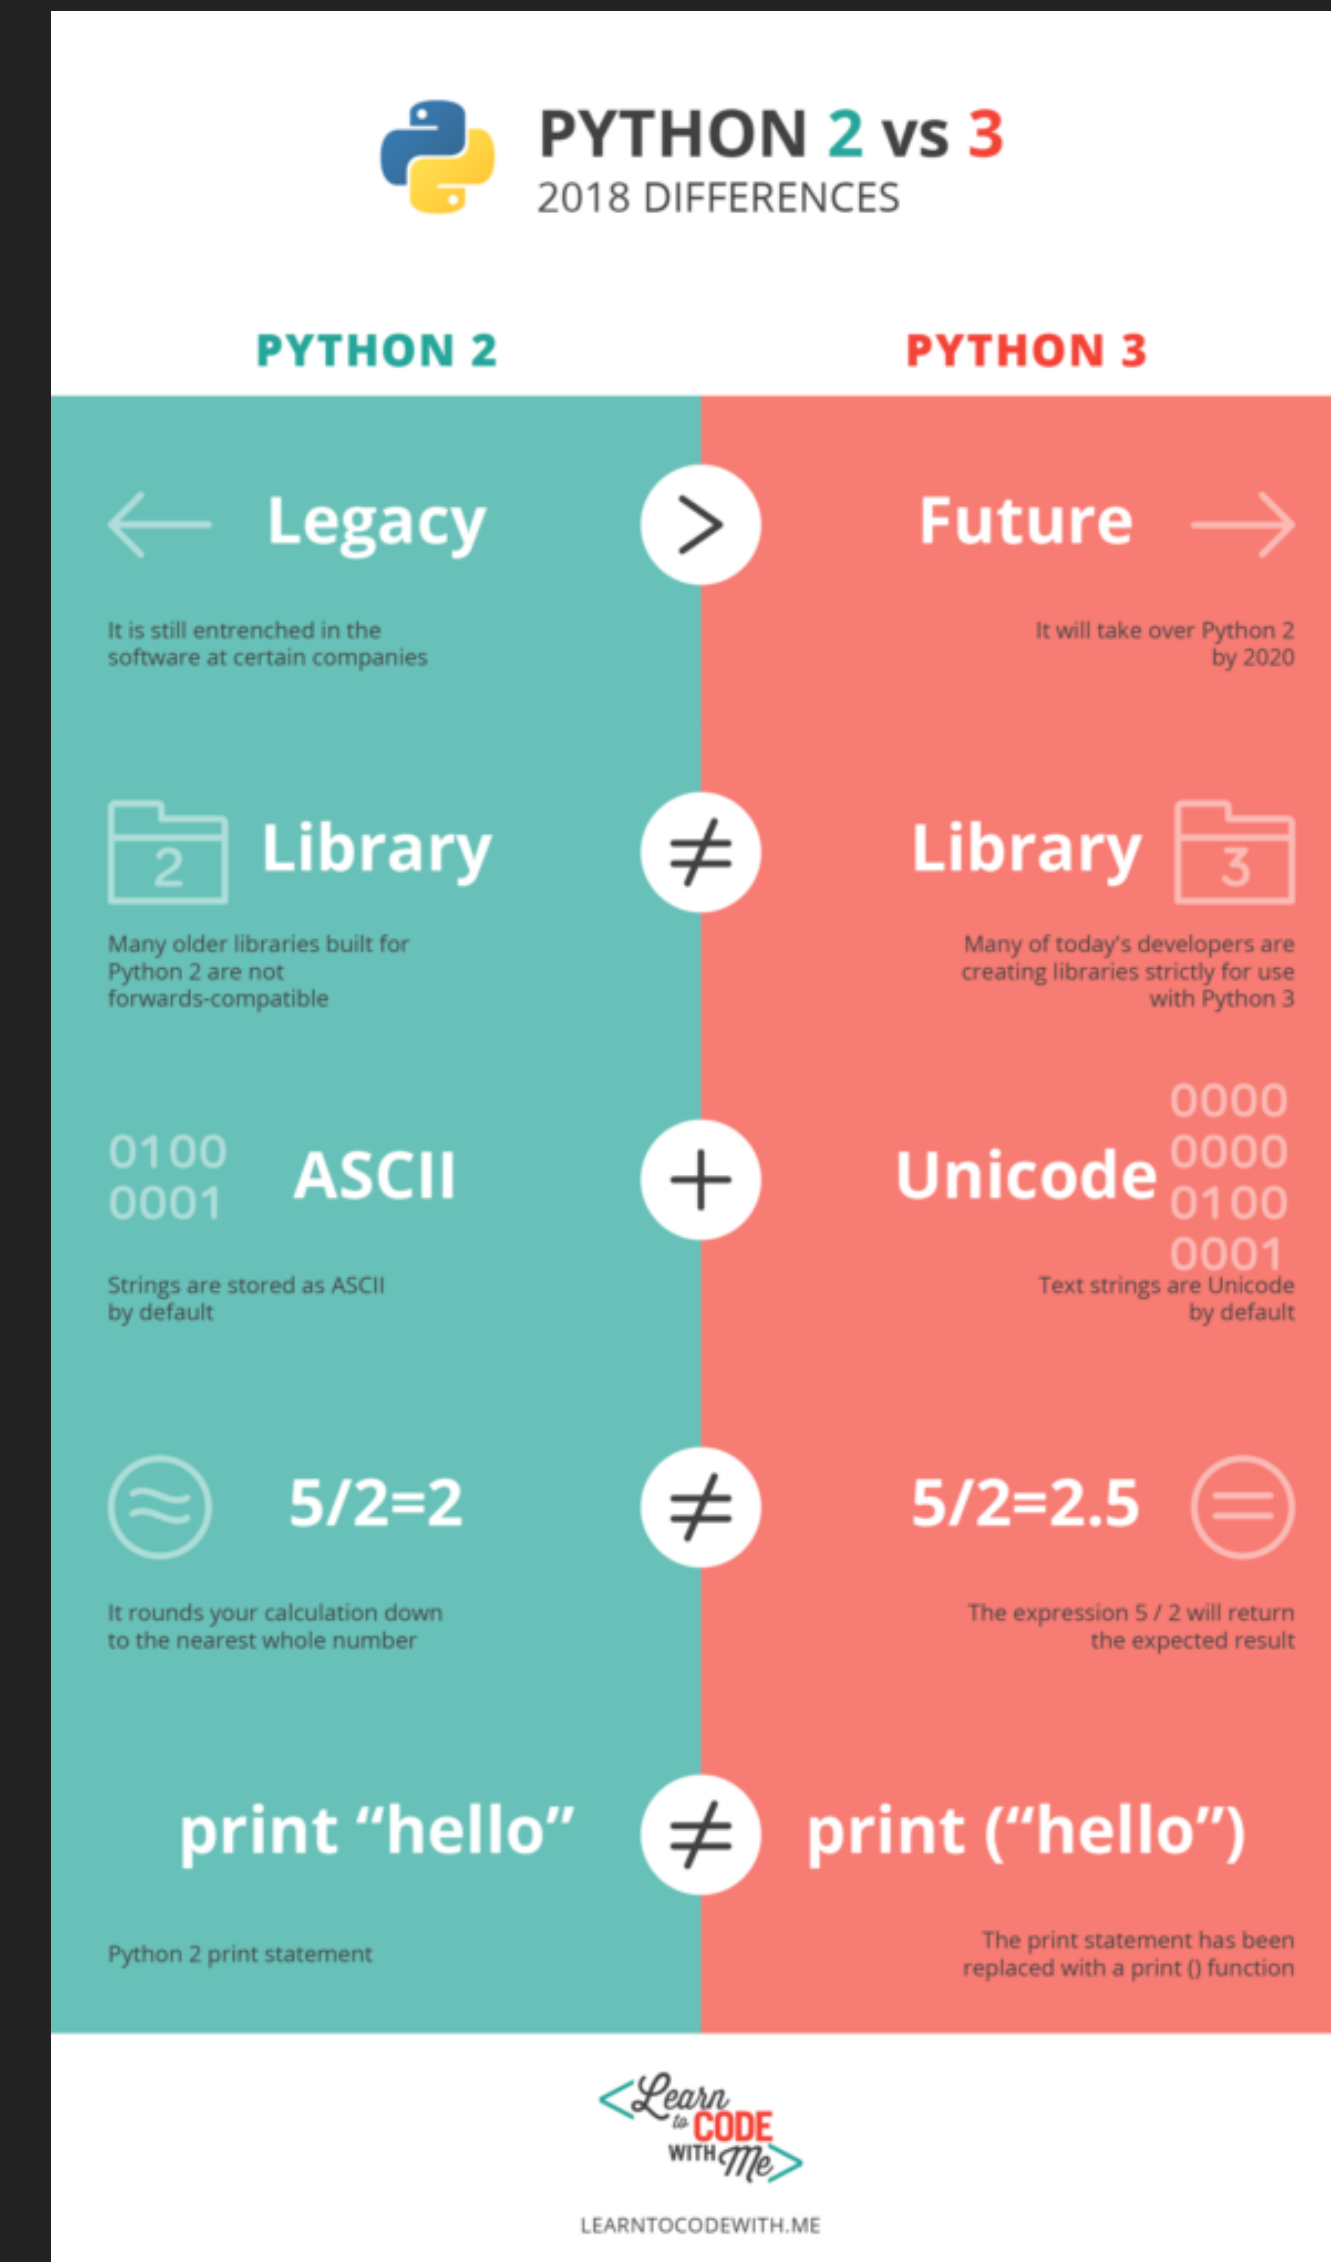 PYTHON 2 vs 3
2018 DIFFERENCES
PYTHON 2
PYTHON 3
Legacy
>
Future
It is still entrenched in the
software at certain companies
It will take over Python 2
by 2020
2
Library
≠
Library
3
Many older libraries built for
Python 2 are not
forwards-compatible
Many of today's developers are
creating libraries strictly for use
with Python 3
0100
0001
ASCII
+
Unicode
0000
0000
0100
0001
Strings are stored as ASCII
by default
Text strings are Unicode
by default
≈
5/2=2
≠
5/2=2.5
=
It rounds your calculation down
to the nearest whole number
The expression 5 / 2 will return
the expected result
print “hello”
≠
print (“hello”)
Python 2 print statement
The print statement has been
replaced with a print () function
<Learn
to CODE
WITH Me>
LEARNTOCODEWITH.ME